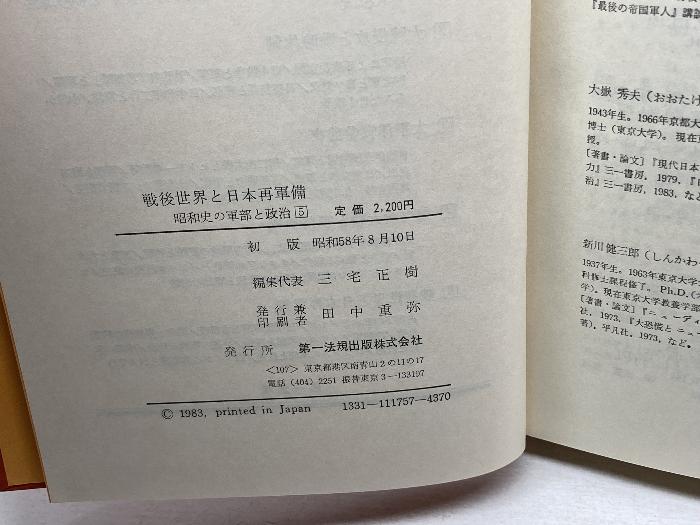 戦後世界と日本再軍備
昭和史の軍部と政治 5 定価 2,200円
初版 昭和58年8月10日
編集代表 三宅正樹
発行兼印刷者 田中重弥
発行所 第一法規出版株式会社
<107> 東京都港区南青山2の11の17
電話(404)2251 振替東京3-133197
© 1983, printed in Japan 1331-111757-4370
『最後の帝国軍人』講談
大嶽 秀夫(おおたけ
1943年生。1966年京都大
博士(東京大学)。現在東
授。
〔著書・論文〕『現代日本
力』三一書房, 1979,『
治』三一書房, 1983, など
新川健三郎(しんかわ
1937年生。1963年東京大学
科修士課程修了。Ph.D.
学)。現在東京大学教養学部
〔著書・論文〕『ニューディ
社, 1973,『大恐慌とニュー
著), 平凡社, 1973, など。